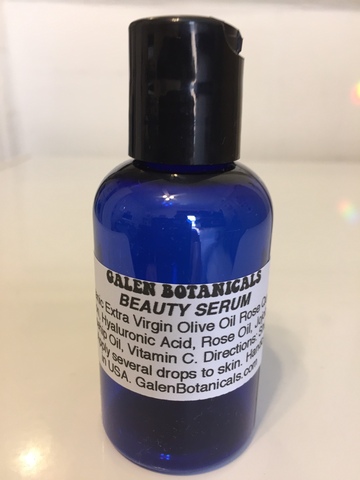 GALEN BOTANICALS
BEAUTY SERUM
Extra Virgin Olive Oil Rose
Hyaluronic Acid, Rose Oil,
Oil, Vitamin C. Directions:
several drops to skin.
in USA. GalenBotanicals.com